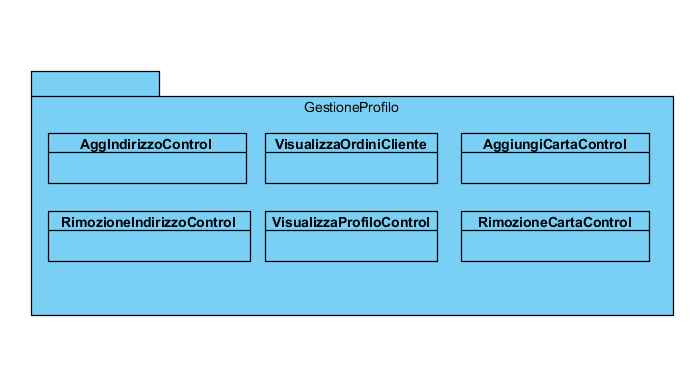 GestioneProfilo
AggIndirizzoControl
VisualizzaOrdiniCliente
AggiungiCartaControl
RimozioneIndirizzoControl
VisualizzaProfiloControl
RimozioneCartaControl